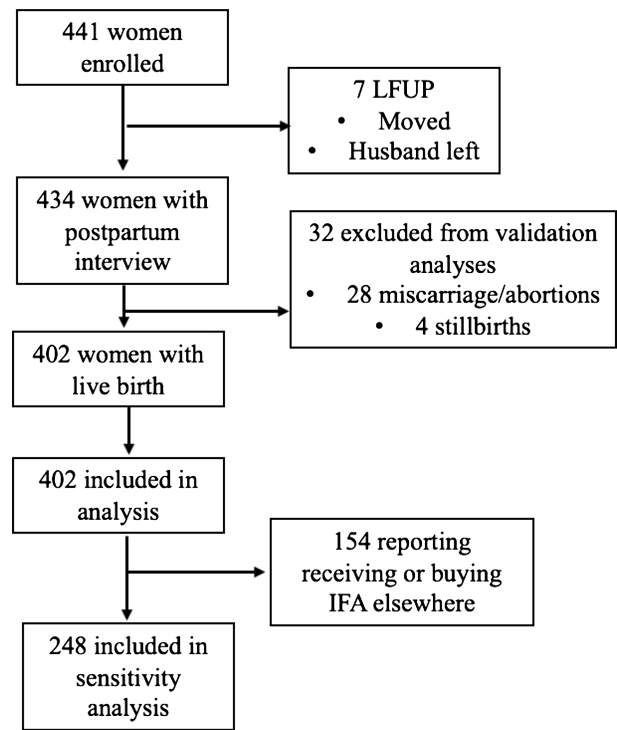 441 women
enrolled
7 LFUP
• Moved
• Husband left
434 women with
postpartum
interview
32 excluded from validation
analyses
• 28 miscarriage/abortions
• 4 stillbirths
402 women with
live birth
402 included in
analysis
154 reporting
receiving or buying
IFA elsewhere
248 included in
sensitivity
analysis